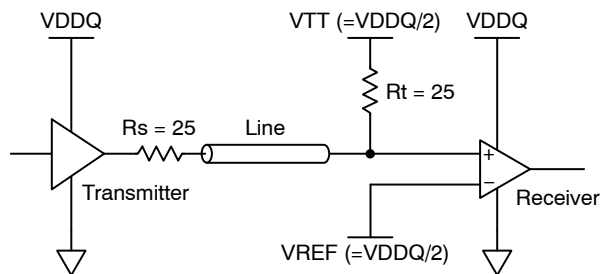 VDDQ
VTT (=VDDQ/2)
VDDQ
Rs = 25
Line
Rt = 25
+
−
Transmitter
Receiver
VREF (=VDDQ/2)